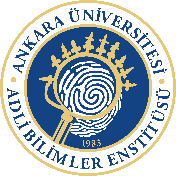 ANKARA ÜNİVERSİTESİ
ADLİ BİLİMLER ENSTİTÜSÜ
1983